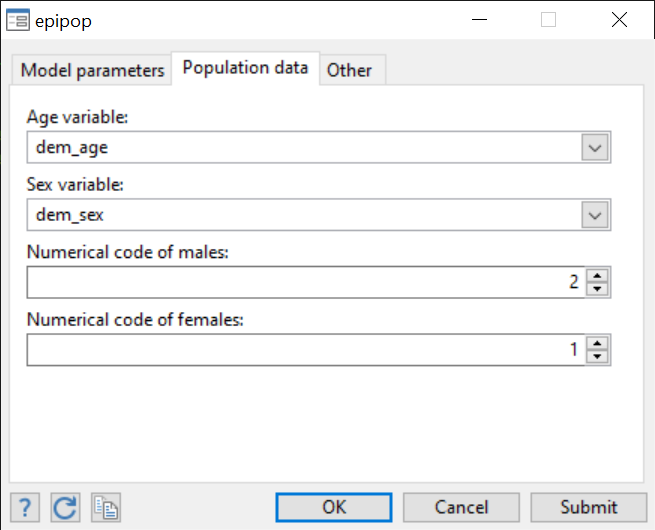 epipop
Model parameters Population data Other
Age variable:
dem_age
Sex variable:
dem_sex
Numerical code of males:
2
Numerical code of females:
1
? OK Cancel Submit